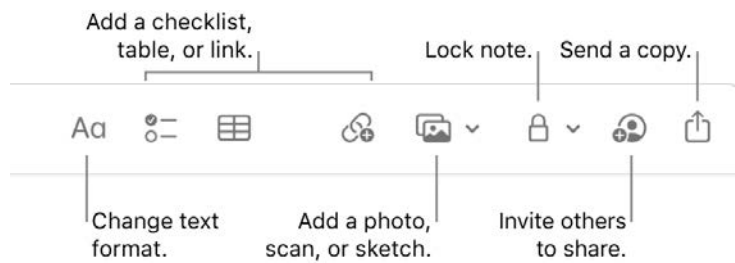 Add a checklist,
table, or link.
Lock note.
Send a copy.
Aa
Change text
format.
Add a photo,
scan, or sketch.
Invite others
to share.